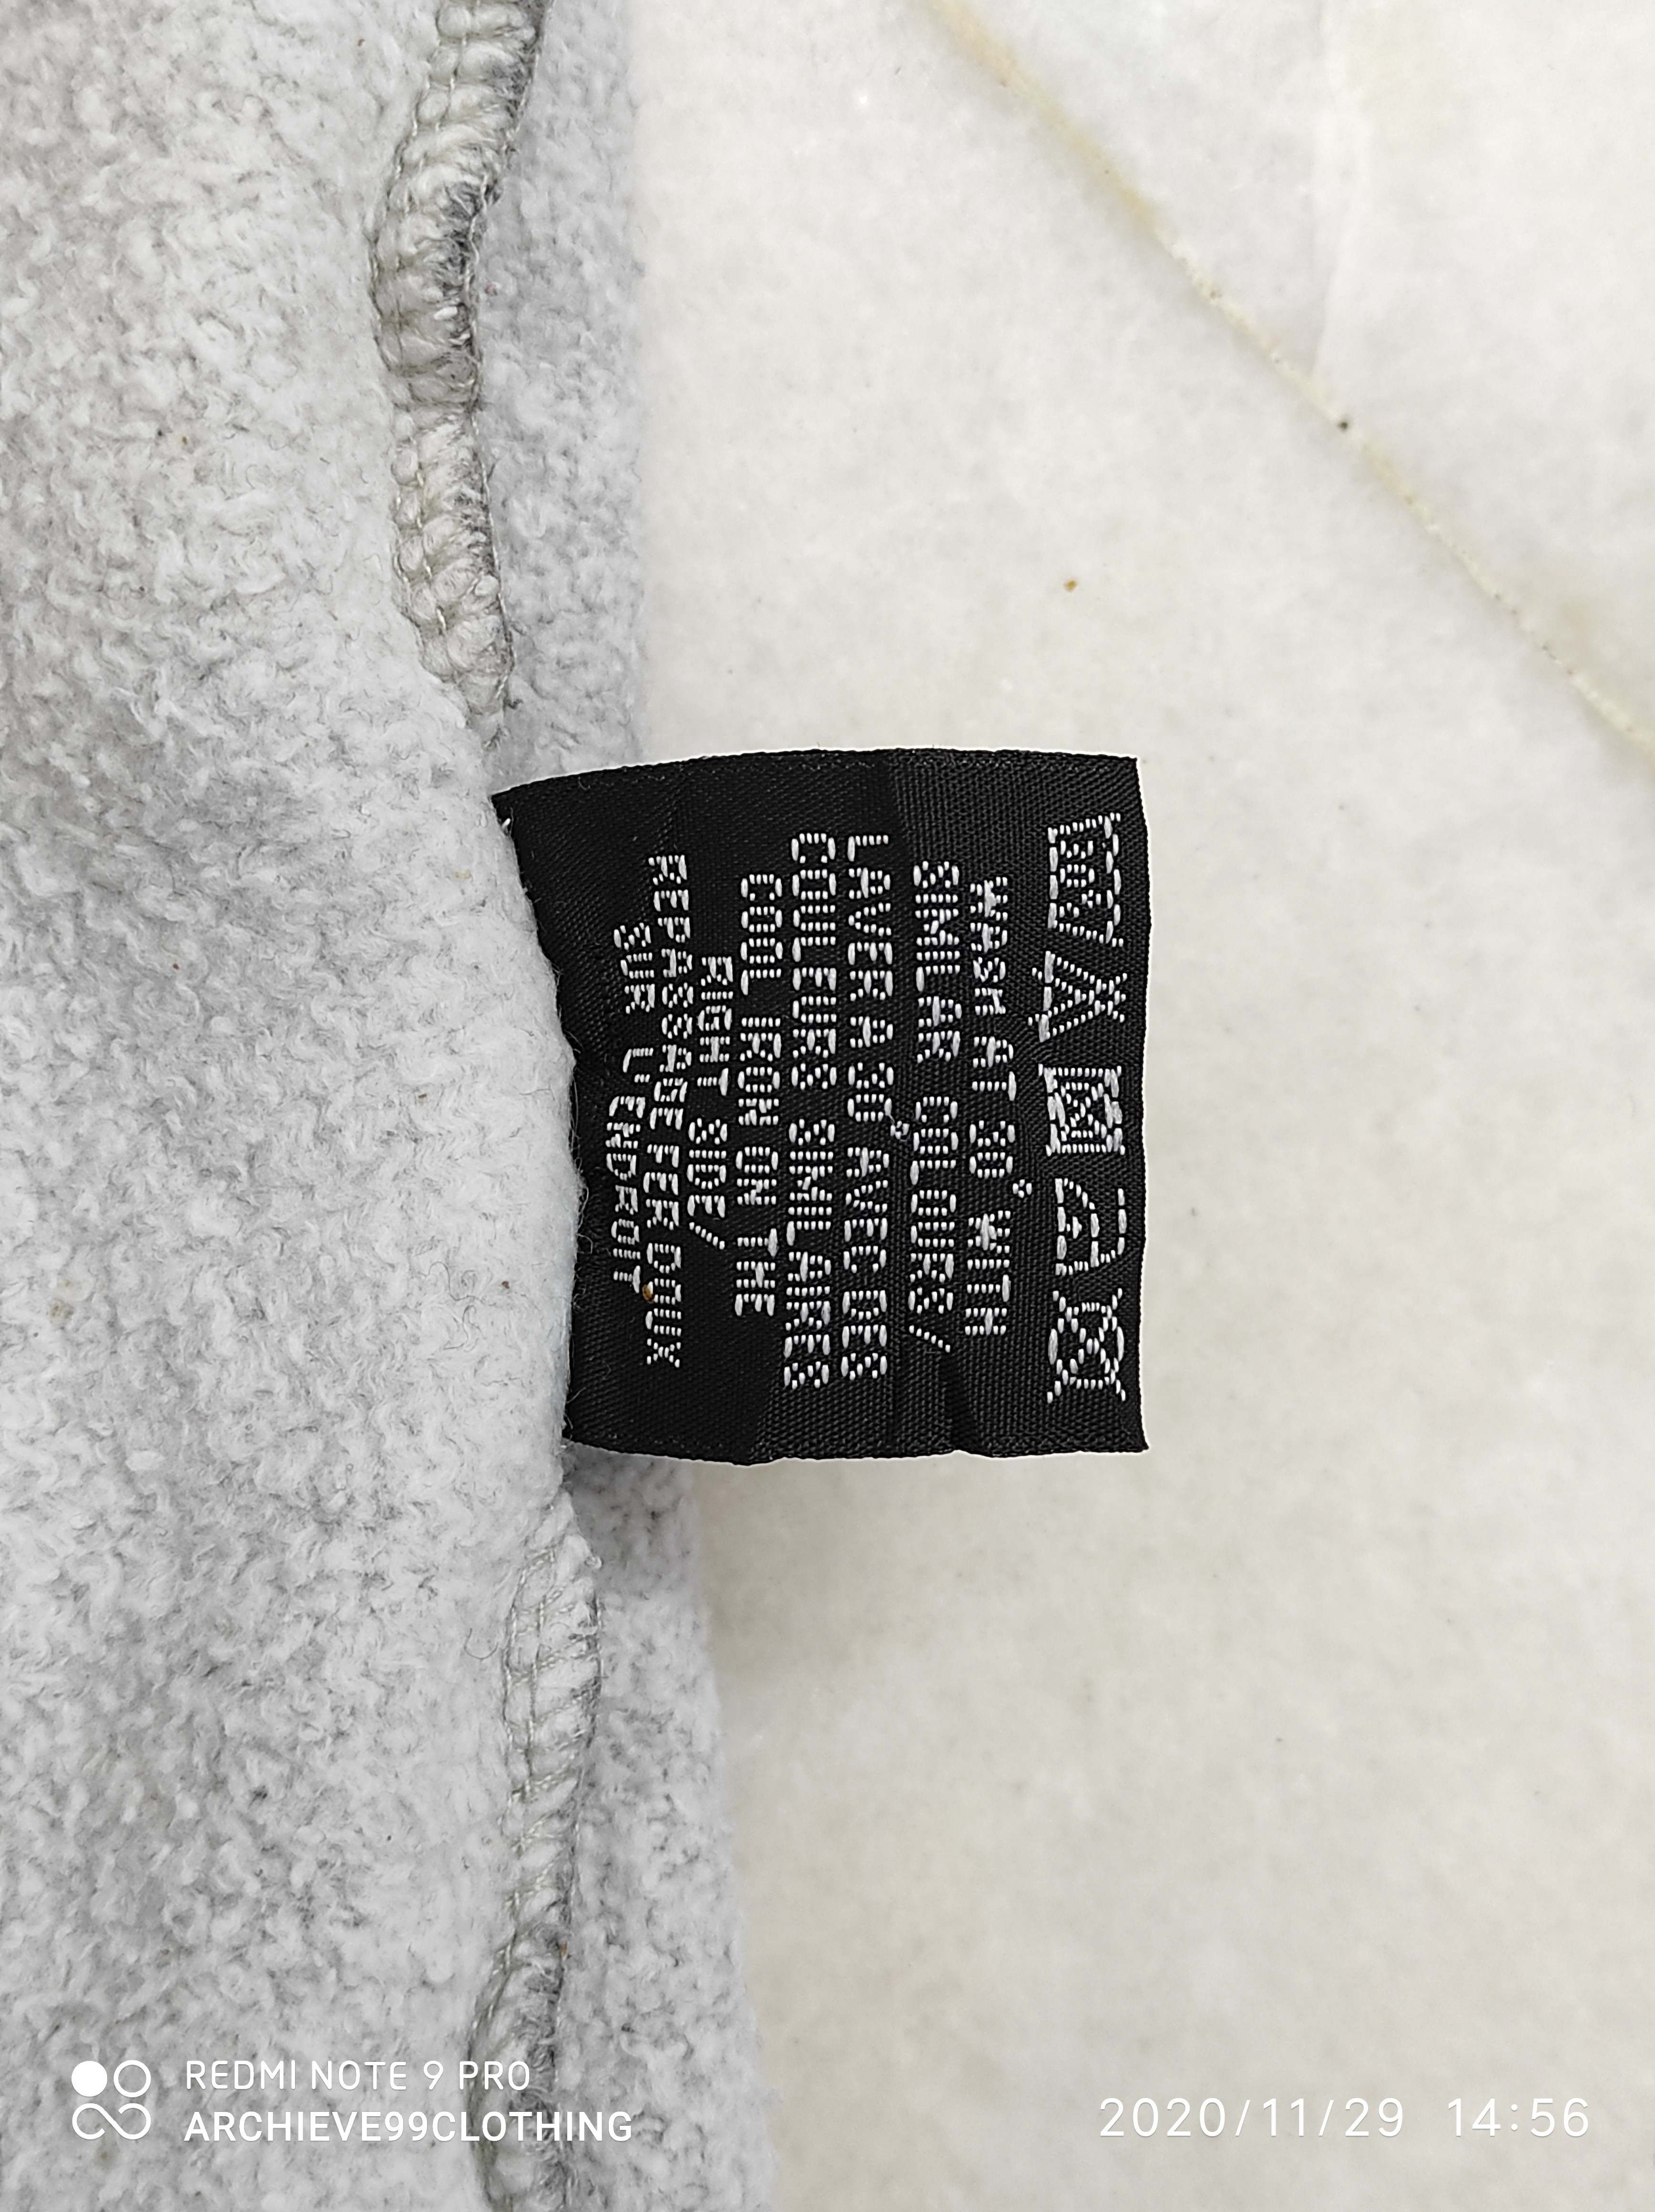 WASH AT 30° WITH
SIMILAR COLOURS/
LAVER A 30° AVEC DES
COULEURS SIMILAIRES
COOL IRON ON THE
RIGHT SIDE/
REPASSAGE FER DOUX
SUR L'ENDROIT
REDMI NOTE 9 PRO
ARCHIEVE99CLOTHING
2020/11/29 14:56